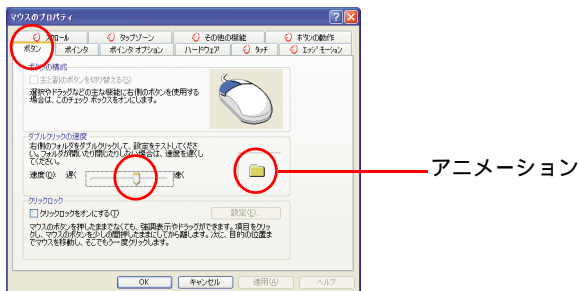 マウスのプロパティ
スクロール
タップゾーン
その他の機能
ボタンの動作
ボタン
ポインタ
ポインタ オプション
ハードウェア
タッチ
エッジ モーション
ボタンの構成
主と副のボタンを切り替える(S)
選択やドラッグなどの主な機能に右側のボタンを使用する
場合は、このチェック ボックスをオンにします。
ダブルクリックの速度
右側のフォルダをダブルクリックして、設定をテストしてくださ
い。フォルダが開いたり閉じたりしない場合は、速度を遅くし
てください。
速度(D): 遅く 速く
アニメーション
クリックロック
クリックロックをオンにする(T)
設定(E)...
マウスのボタンを押したままでなくても、強調表示やドラッグができます。項目をクリッ
クし、マウスのボタンを少しの間押したままにしてから離します。次に、目的の位置ま
でマウスを移動し、そこでもう一度クリックします。
OK
キャンセル
適用(A)
ヘルプ